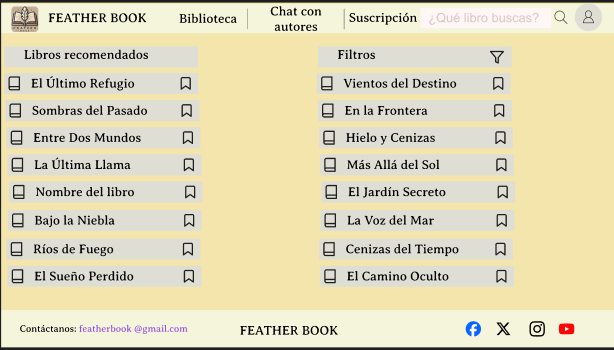 FEATHER BOOK
Biblioteca
Chat con
autores
Suscripción
¿Qué libro buscas?
Libros recomendados
El Último Refugio
Sombras del Pasado
Entre Dos Mundos
La Última Llama
Nombre del libro
Bajo la Niebla
Ríos de Fuego
El Sueño Perdido
Filtros
Vientos del Destino
En la Frontera
Hielo y Cenizas
Más Allá del Sol
El Jardín Secreto
La Voz del Mar
Cenizas del Tiempo
El Camino Oculto
Contáctanos: featherbook @gmail.com
FEATHER BOOK